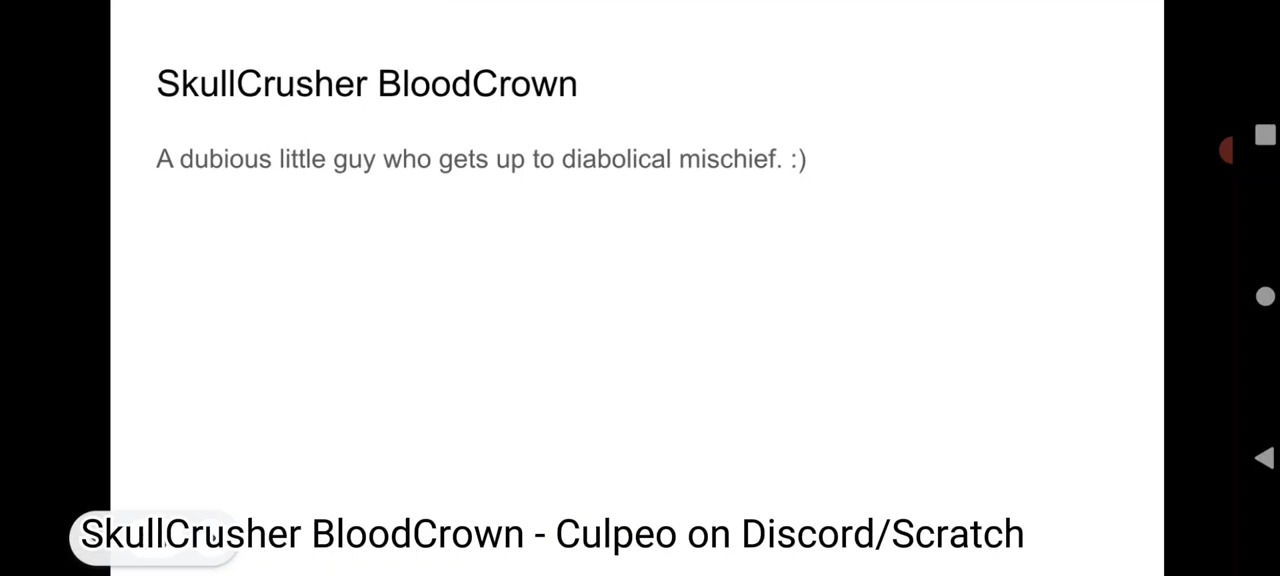 SkullCrusher BloodCrown
A dubious little guy who gets up to diabolical mischief. :)
SkullCrusher BloodCrown - Culpeo on Discord/Scratch